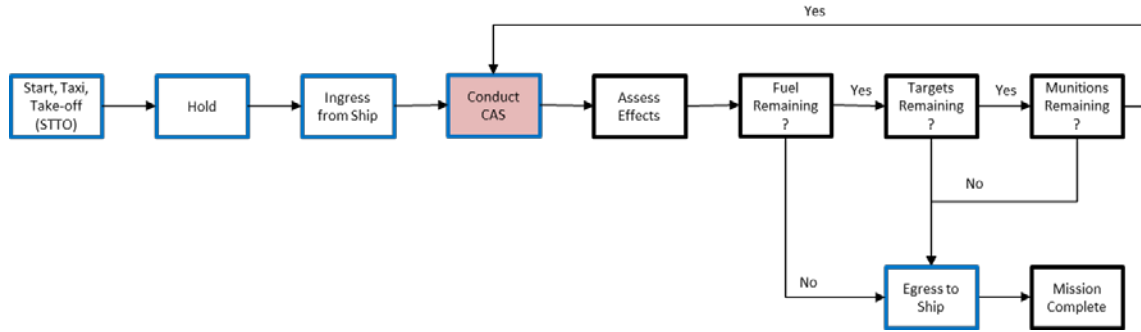 Yes
Start, Taxi,
Take-off
(STTO)
Hold
Ingress
from Ship
Conduct
CAS
Assess
Effects
Fuel
Remaining
?
Yes
Targets
Remaining
?
Yes
Munitions
Remaining
?
No
No
Egress to
Ship
Mission
Complete